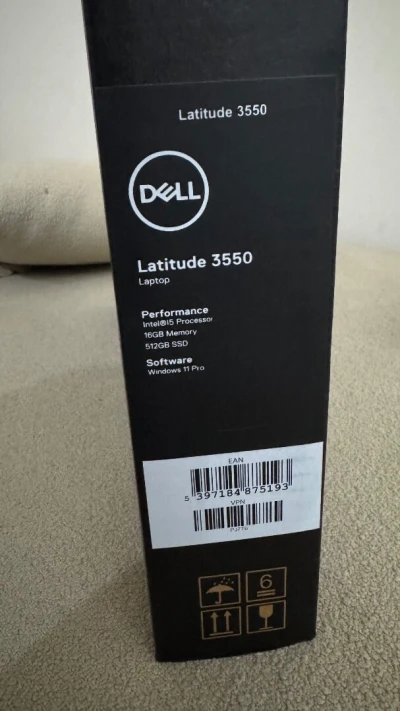 Latitude 3550
DELL
Latitude 3550
Laptop
Performance
Intel®i5 Processor
16GB Memory
512GB SSD
Software
Windows 11 Pro
EAN
5 397184 875193
VPN
6